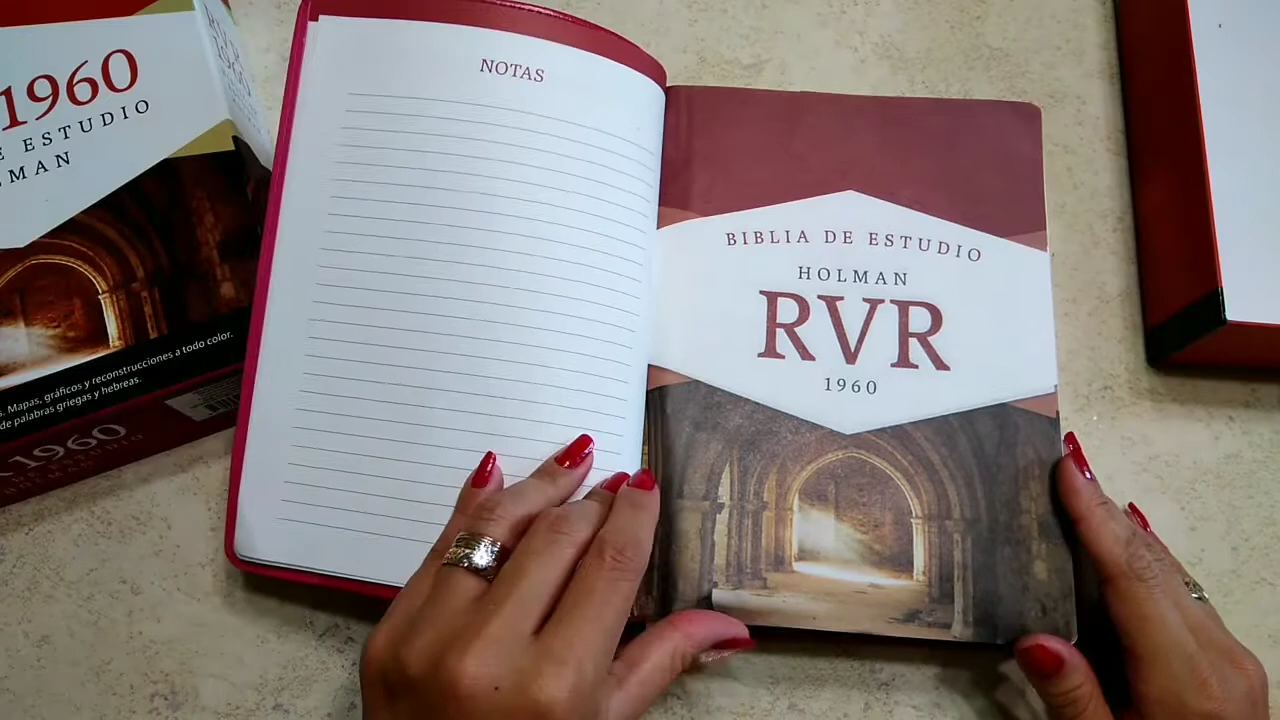 1960
DE ESTUDIO
NOTAS
BIBLIA DE ESTUDIO
HOLMAN
RVR
1960
Mapas, gráficos y reconstrucciones a todo color.
de palabras griegas y hebreas.
1960